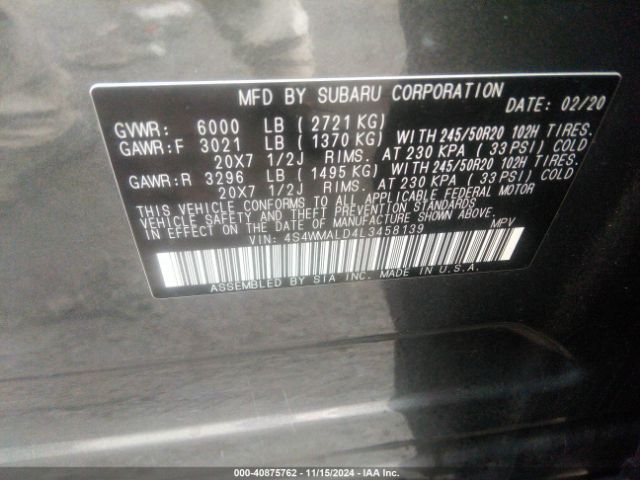 MFD BY SUBARU CORPORATION
DATE: 02/20
GVWR: 6000 LB ( 2721 KG)
GAWR:F 3021 LB ( 1370 KG) WITH 245/50R20 102H TIRES.
20X7 1/2J RIMS. AT 230 KPA ( 33 PSI) COLD
GAWR:R 3296 LB ( 1495 KG) WITH 245/50R20 102H TIRES.
20X7 1/2J RIMS. AT 230 KPA ( 33 PSI) COLD
THIS VEHICLE CONFORMS TO ALL APPLICABLE FEDERAL MOTOR
VEHICLE SAFETY STANDARDS
IN EFFECT ON THE DATE OF MANUFACTURE SHOWN ABOVE.
VIN: 4S4WMALD4L3458139 MPV
ASSEMBLED BY SIA INC. MADE IN U.S.A.
000-40875762 - 11/15/2024 - IAA Inc.